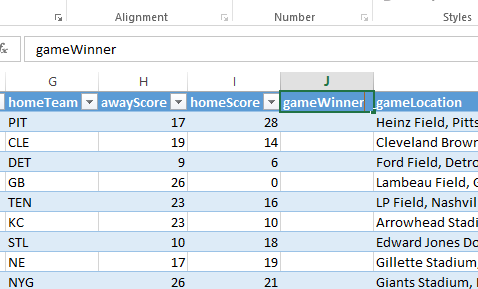 Alignment Number Styles
fx gameWinner
G H I J
homeTeam awayScore homeScore gameWinner gameLocation
PIT 17 28 Heinz Field, Pitts
CLE 19 14 Cleveland Brown
DET 9 6 Ford Field, Detro
GB 26 0 Lambeau Field, G
TEN 23 16 LP Field, Nashvil
KC 23 10 Arrowhead Stadi
STL 10 18 Edward Jones Do
NE 17 19 Gillette Stadium,
NYG 26 21 Giants Stadium,